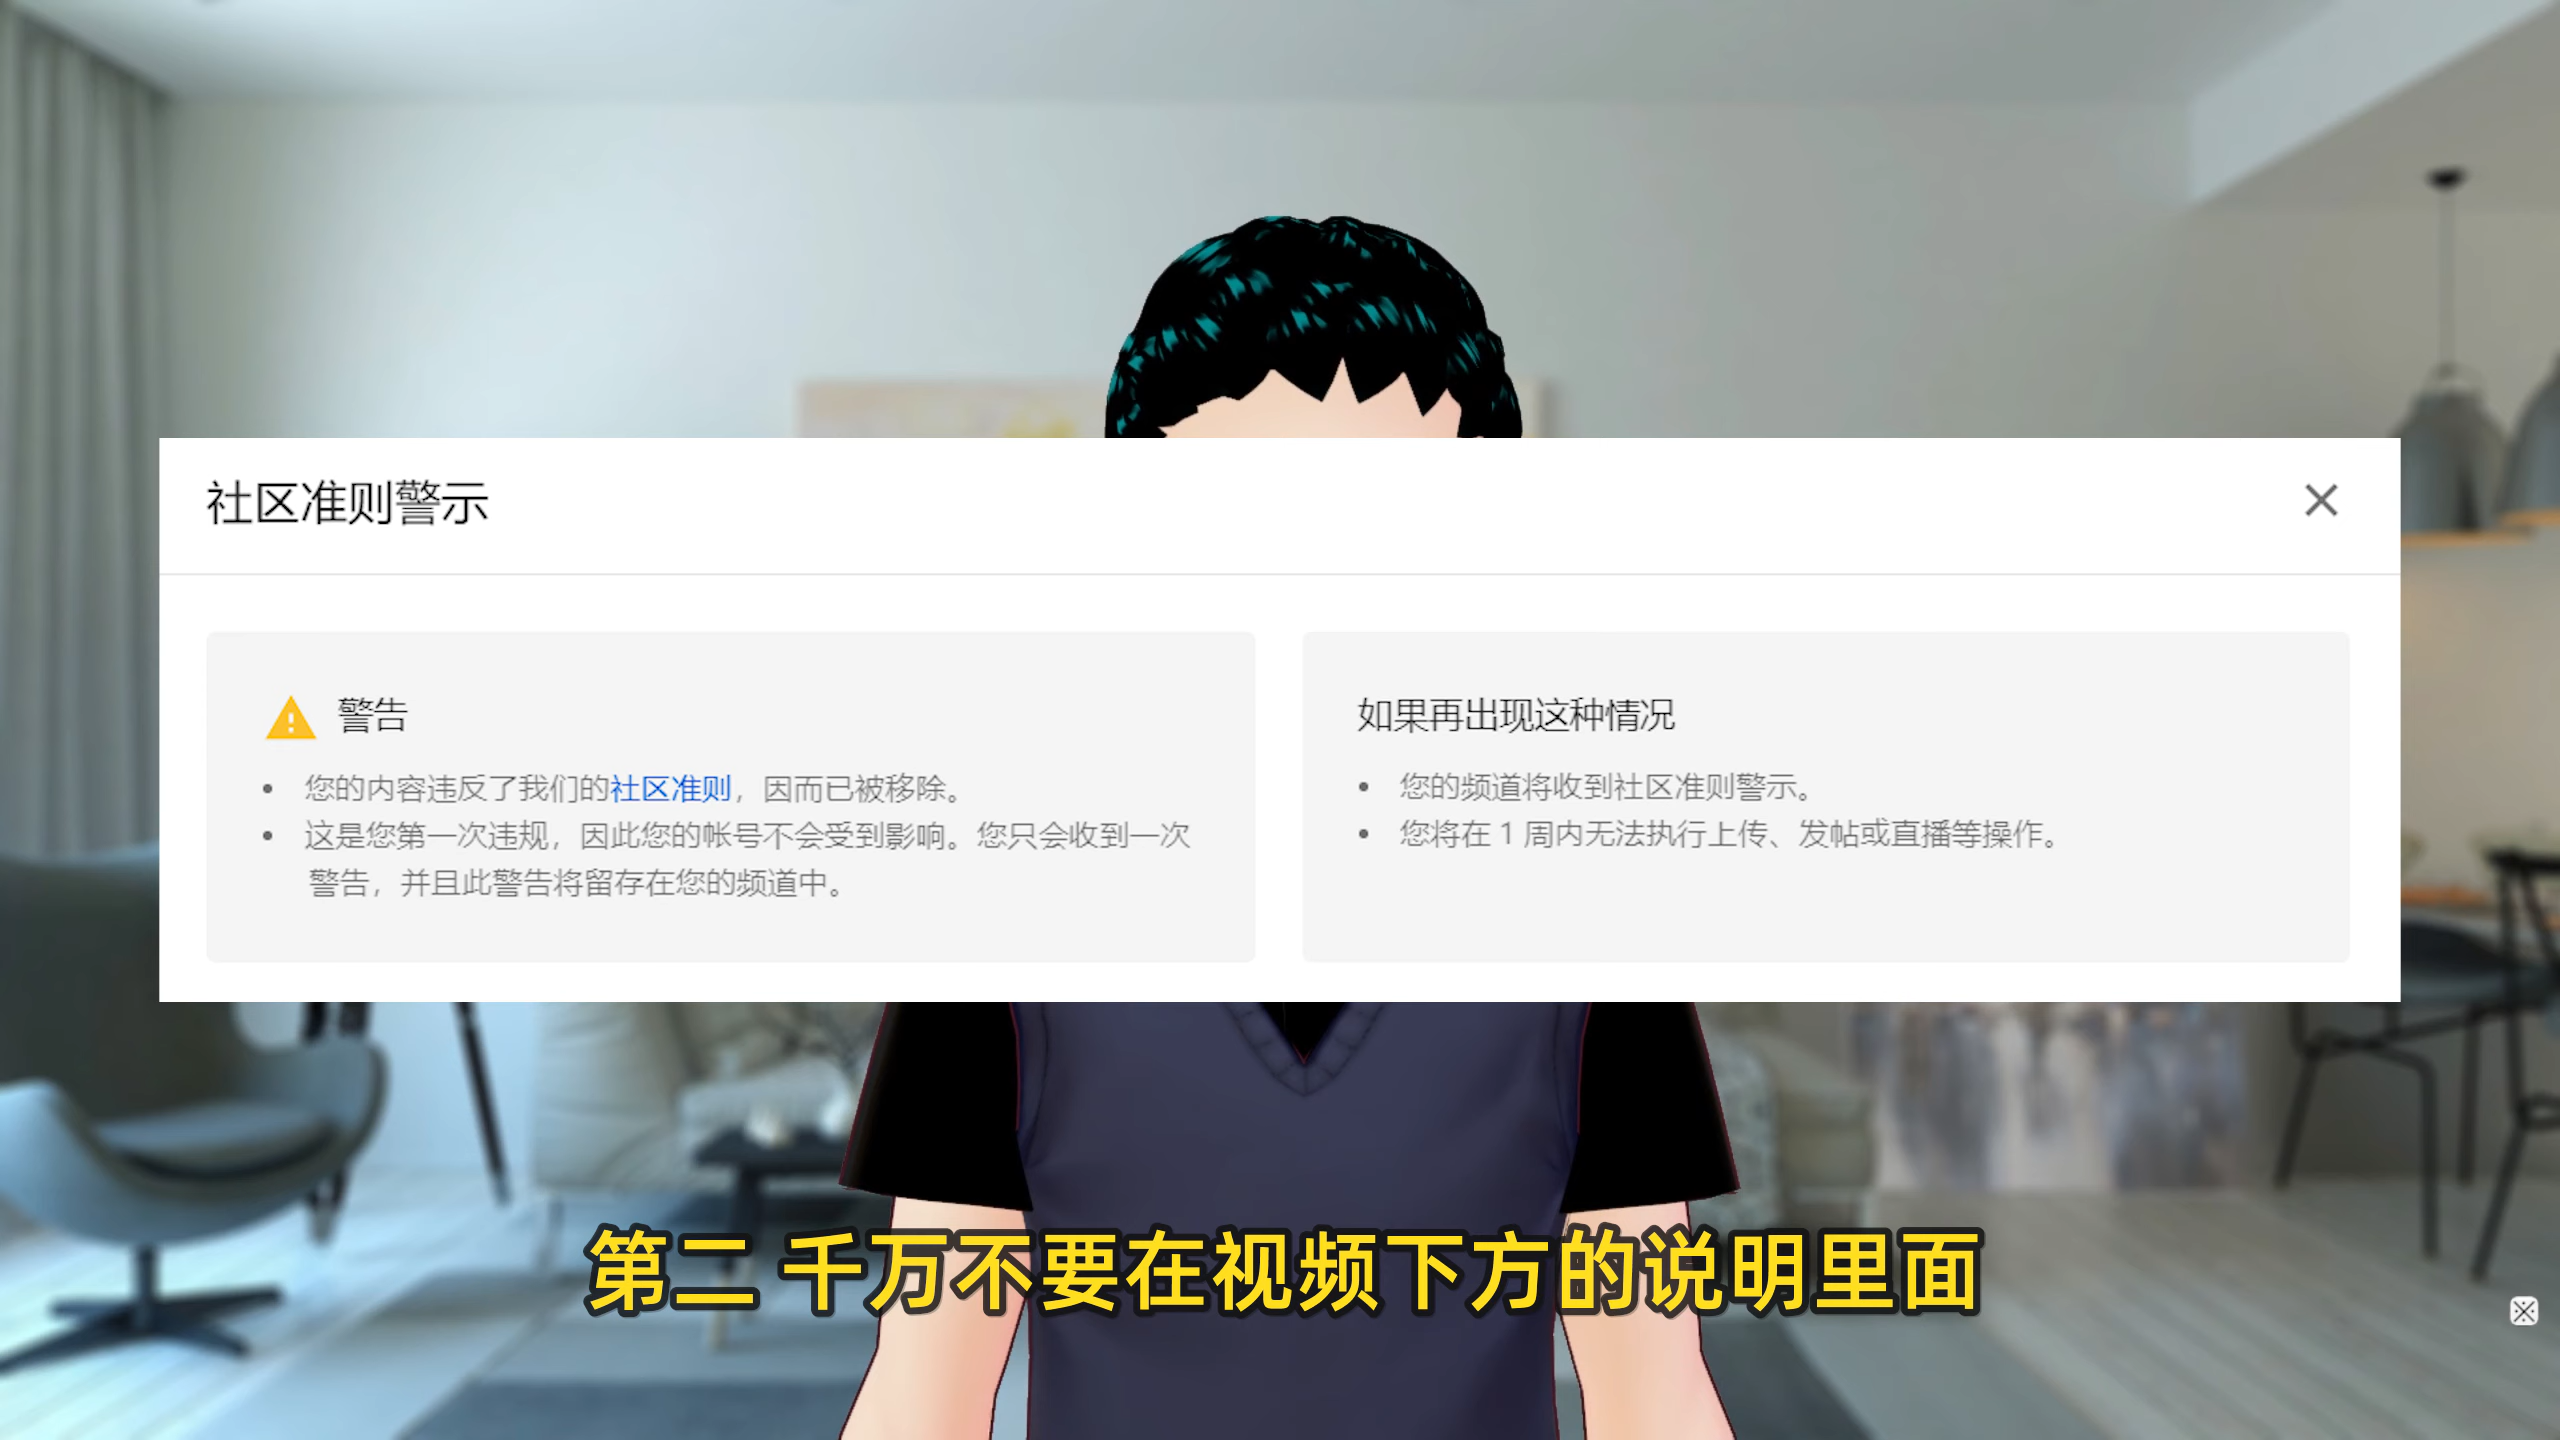 社区准则警示
警告
您的内容违反了我们的社区准则，因而已被移除。
这是您第一次违规，因此您的帐号不会受到影响。您只会收到一次
警告，并且此警告将留存在您的频道中。
如果再出现这种情况
您的频道将收到社区准则警示。
您将在 1 周内无法执行上传、发帖或直播等操作。
第二 千万不要在视频下方的说明里面